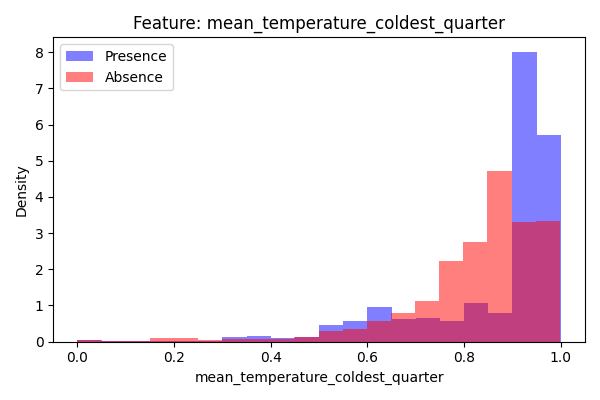 Feature: mean_temperature_coldest_quarter
Presence
Absence
Density
8
7
6
5
4
3
2
1
0
0.0 0.2 0.4 0.6 0.8 1.0
mean_temperature_coldest_quarter